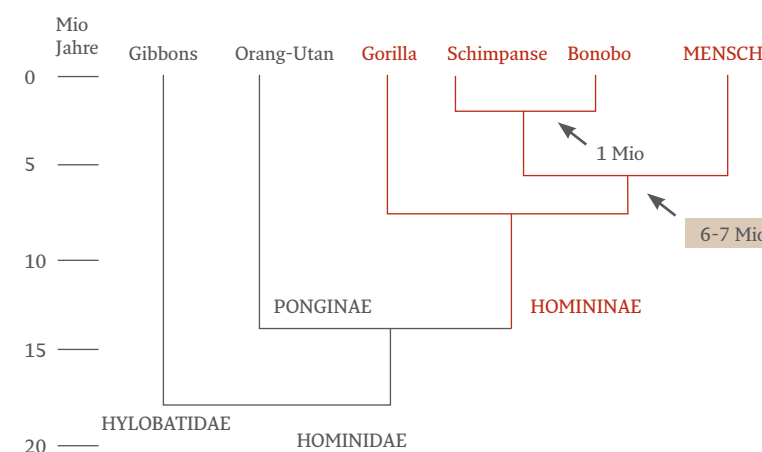 Mio
Jahre
Gibbons
Orang-Utan
Gorilla
Schimpanse
Bonobo
MENSCH
0
1 Mio
5
6-7 Mio
10
PONGINAE
HOMININAE
15
HYLOBATIDAE
HOMINIDAE
20